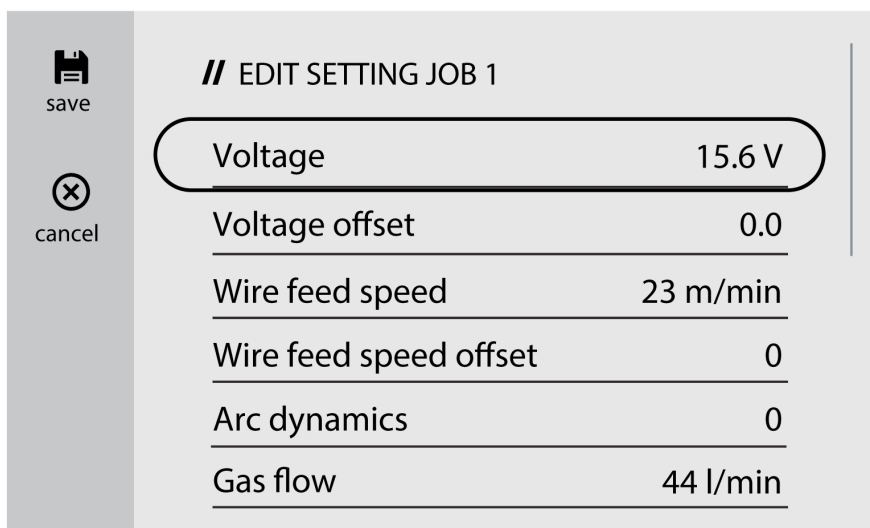 save
cancel
// EDIT SETTING JOB 1
Voltage 15.6 V
Voltage offset 0.0
Wire feed speed 23 m/min
Wire feed speed offset 0
Arc dynamics 0
Gas flow 44 l/min